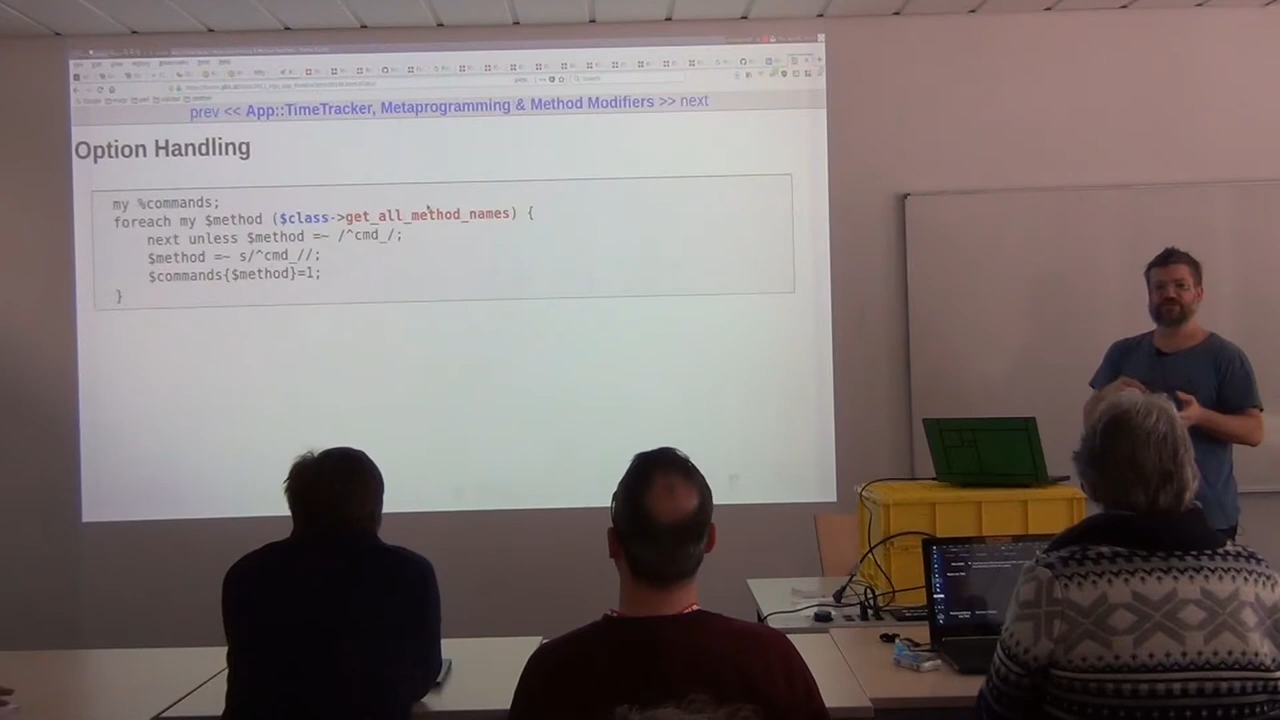 prev << App::TimeTracker, Metaprogramming & Method Modifiers >> next
Option Handling
my %commands;
foreach my $method ($class->get_all_method_names) {
next unless $method =~ /^cmd_/;
$method =~ s/^cmd_//;
$commands{$method}=1;
}